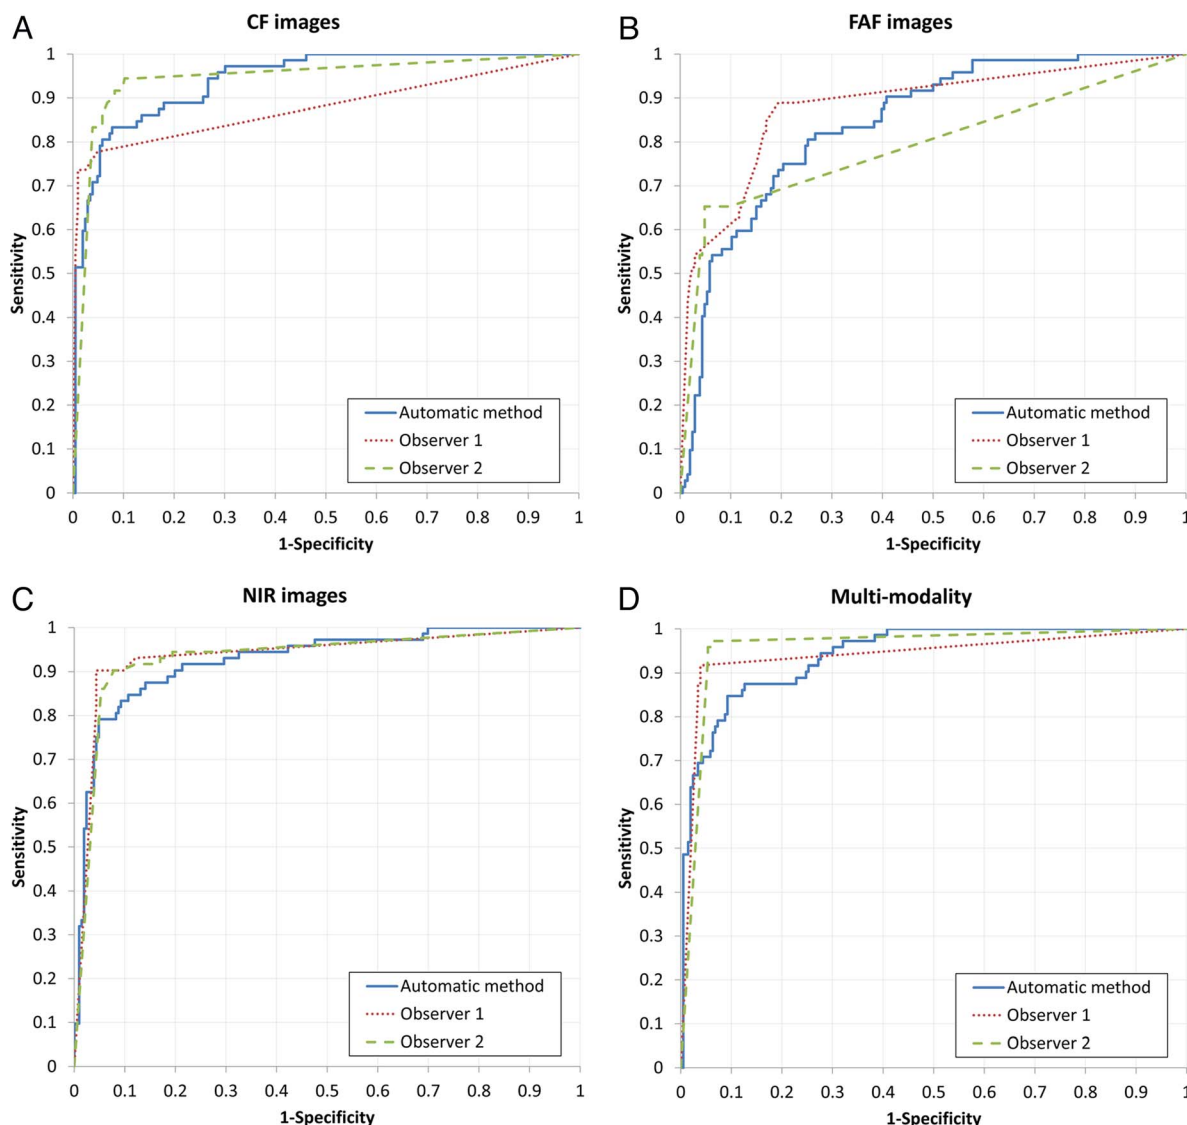 A
CF images
1
0.9
0.8
0.7
0.6
0.5
0.4
0.3
0.2
0.1
0
Sensitivity
Automatic method
Observer 1
Observer 2
0 0.1 0.2 0.3 0.4 0.5 0.6 0.7 0.8 0.9 1
1-Specificity
B
FAF images
1
0.9
0.8
0.7
0.6
0.5
0.4
0.3
0.2
0.1
0
Sensitivity
Automatic method
Observer 1
Observer 2
0 0.1 0.2 0.3 0.4 0.5 0.6 0.7 0.8 0.9 1
1-Specificity
C
NIR images
1
0.9
0.8
0.7
0.6
0.5
0.4
0.3
0.2
0.1
0
Sensitivity
Automatic method
Observer 1
Observer 2
0 0.1 0.2 0.3 0.4 0.5 0.6 0.7 0.8 0.9 1
1-Specificity
D
Multi-modality
1
0.9
0.8
0.7
0.6
0.5
0.4
0.3
0.2
0.1
0
Sensitivity
Automatic method
Observer 1
Observer 2
0 0.1 0.2 0.3 0.4 0.5 0.6 0.7 0.8 0.9 1
1-Specificity